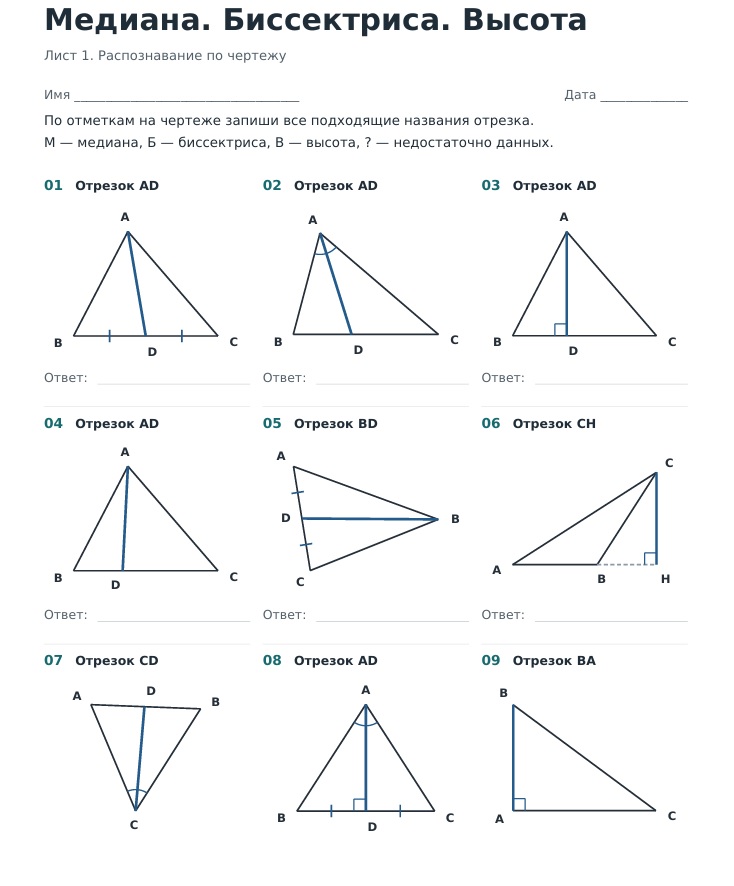 Медиана. Биссектриса. Высота
Лист 1. Распознавание по чертежу
Имя ___________________________________ Дата ______________
По отметкам на чертеже запиши все подходящие названия отрезка.
М — медиана, Б — биссектриса, В — высота, ? — недостаточно данных.
01 Отрезок AD 02 Отрезок AD 03 Отрезок AD
A A A
B D C B D C B D C
Ответ: Ответ: Ответ:
04 Отрезок AD 05 Отрезок BD 06 Отрезок CH
A A C
B D C D B C A B H
Ответ: Ответ: Ответ:
07 Отрезок CD 08 Отрезок AD 09 Отрезок BA
A D B A B
C B D C A C